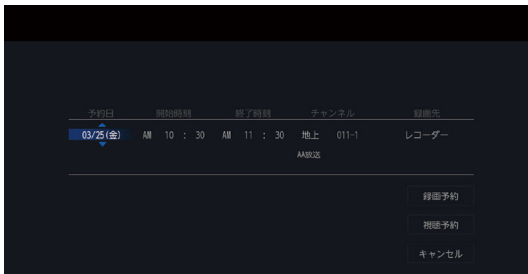 予約日 開始時刻 終了時刻 チャンネル 録画先
03/25(金) AM 10 : 30 AM 11 : 30 地上 011-1 レコーダー
AA放送
録画予約
視聴予約
キャンセル